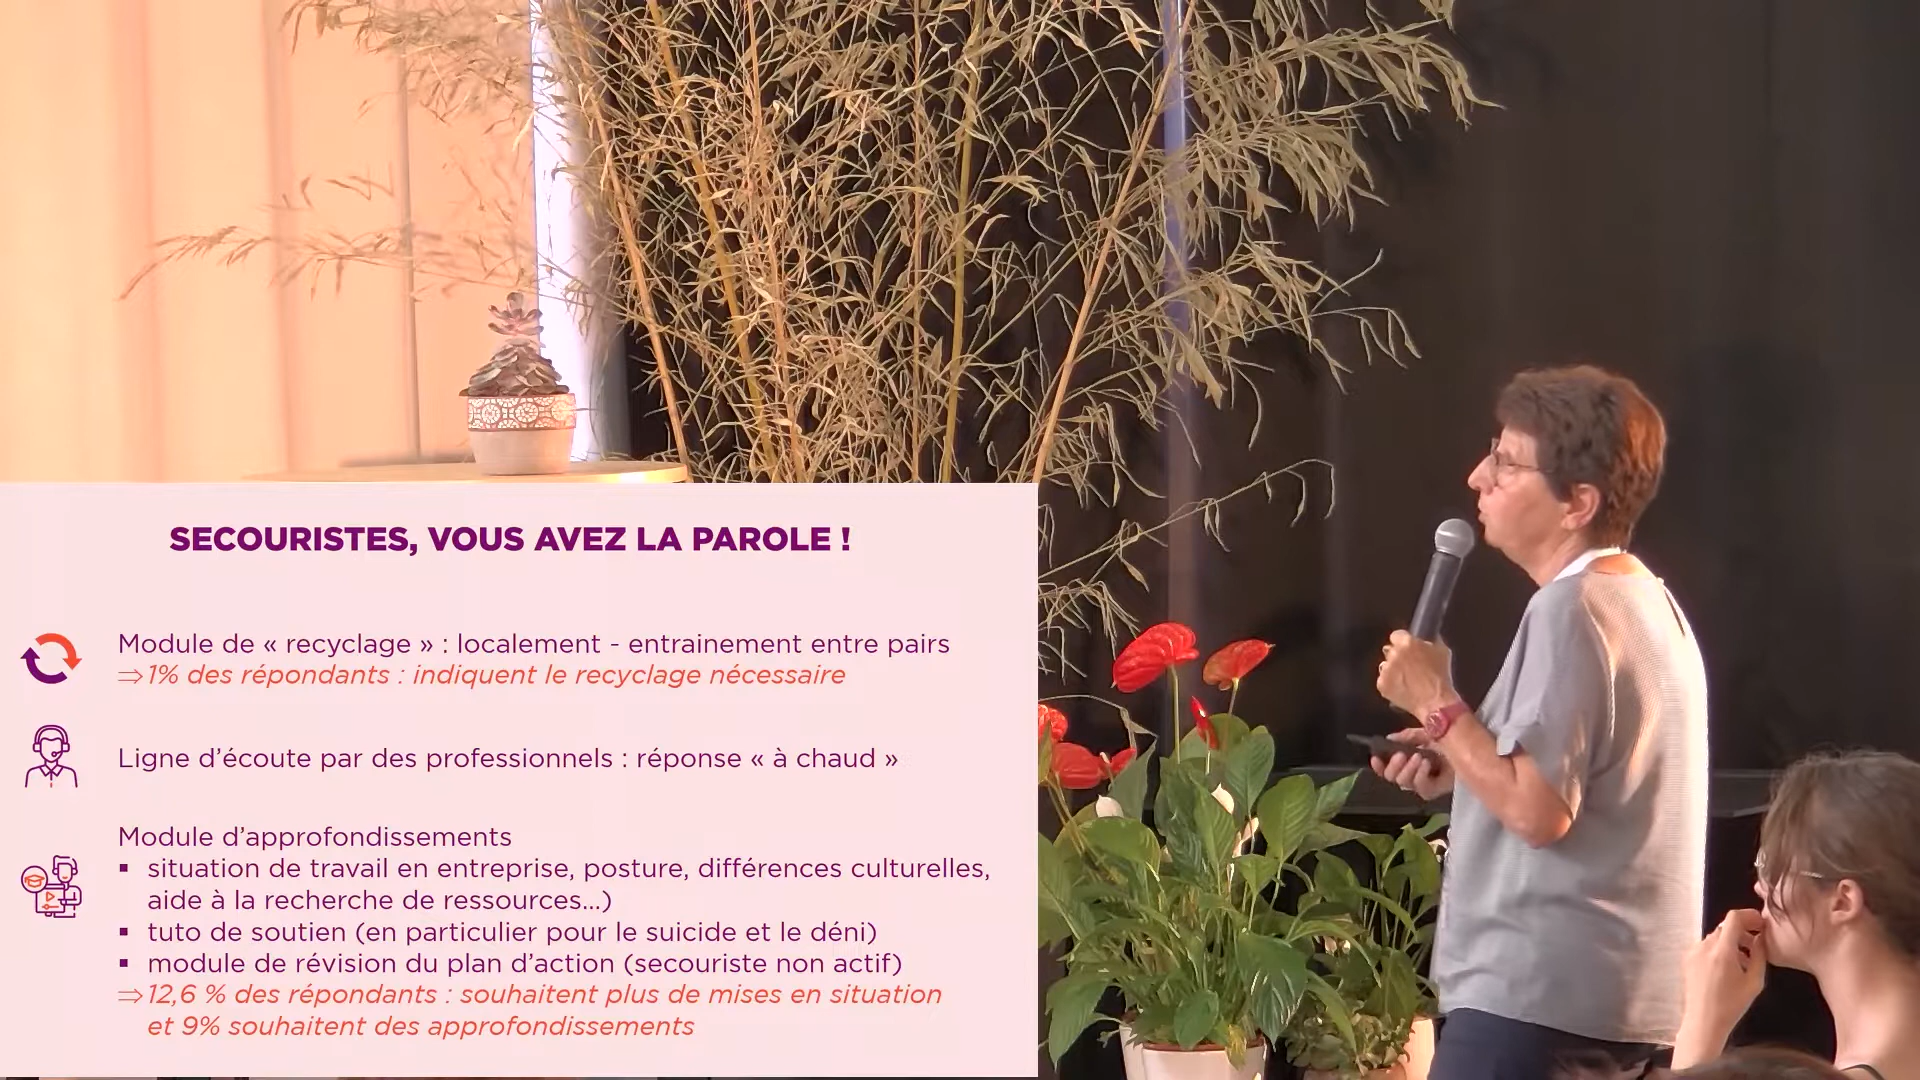 SECOURISTES, VOUS AVEZ LA PAROLE !
Module de « recyclage » : localement - entrainement entre pairs
⇒ 1% des répondants : indiquent le recyclage nécessaire
Ligne d’écoute par des professionnels : réponse « à chaud »
Module d’approfondissements
▪ situation de travail en entreprise, posture, différences culturelles,
aide à la recherche de ressources...)
▪ tuto de soutien (en particulier pour le suicide et le déni)
▪ module de révision du plan d’action (secouriste non actif)
⇒ 12,6 % des répondants : souhaitent plus de mises en situation
et 9% souhaitent des approfondissements